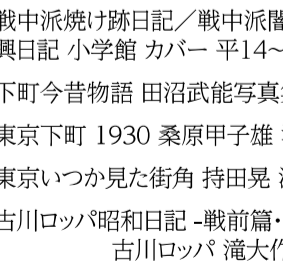 戦中派焼け跡日記／戦中派闇
興日記 小学館 カバー 平14～
下町今昔物語 田沼武能写真
東京下町 1930 桑原甲子雄
東京いつか見た街角 持田晃
古川ロッパ昭和日記 -戦前篇・
古川ロッパ 滝大作